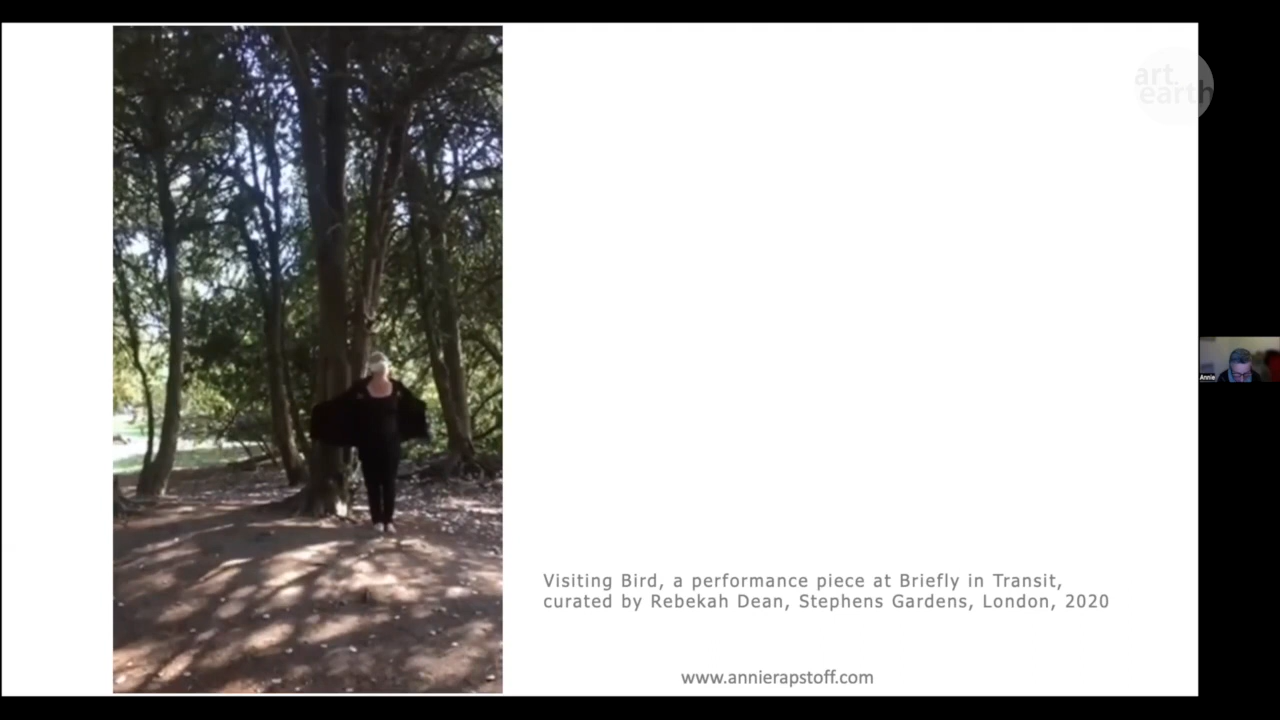 art.
earth
Annie
Visiting Bird, a performance piece at Briefly in Transit,
curated by Rebekah Dean, Stephens Gardens, London, 2020
www.annierapstoff.com